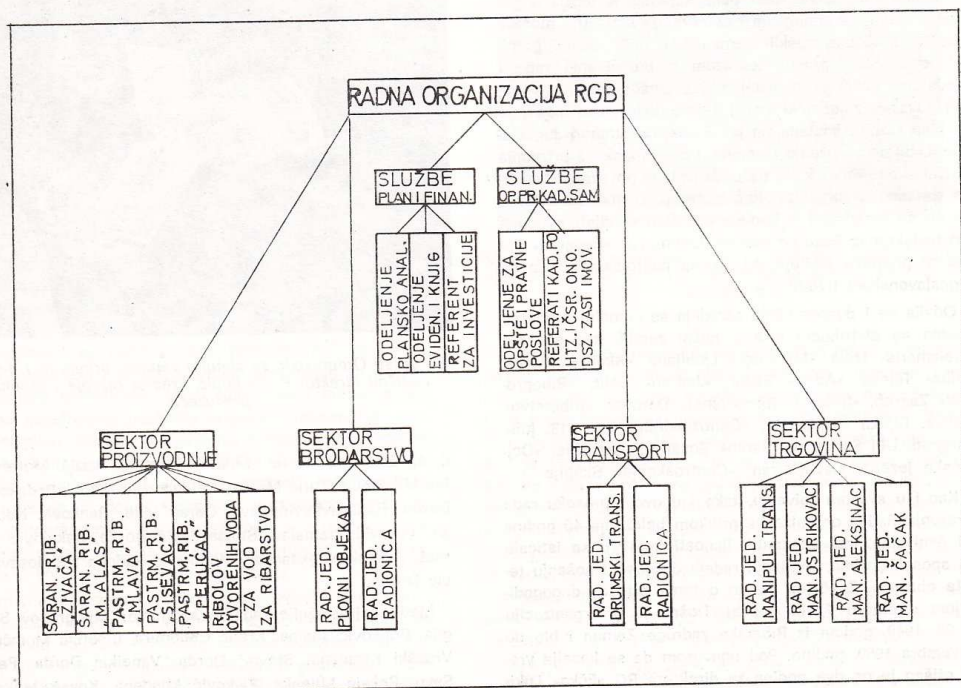 RADNA ORGANIZACIJA RGB
SLUŽBE
PLAN I FINAN.
SLUŽBE
OP.PR.KAD.SAM
ODELJENJE
PLANSKO ANAL.
ODELJENJE
EVIDEN. I KNJIG
REFERENT
ZA INVESTICIJE
ODELJENJE ZA
OPŠTE I PRAVNE
POSLOVE
REFERATI KAD. PO
HTZ. I ČSR. ONO.
DSZ. ZAST IMOV.
SEKTOR
PROIZVODNJE
SEKTOR
BRODARSTVO
SEKTOR
TRANSPORT
SEKTOR
TRGOVINA
ŠARAN. RIB.
„ŽIVAČA"
ŠARAN. RIB.
„M. ALAS"
PASTRM. RIB.
„MLAVA"
PASTRM. RIB.
„SISEVAC"
PASTRM. RIB.
„PERUĆAC"
RIBOLOV
OTVORENIH VODA
ZAVOD
ZA RIBARSTVO
RAD. JED.
PLOVNI OBJEKAT
RAD. JED.
RADIONICA
RAD. JED.
DRUMSKI TRANS.
RAD. JED.
RADIONICA
RAD. JED.
MANIPU TRANS.
RAD. JED.
MAN. OSTRIKOVAC
RAD. JED.
MAN. ALEKSINAC
RAD. JED.
MAN. ČAČAK